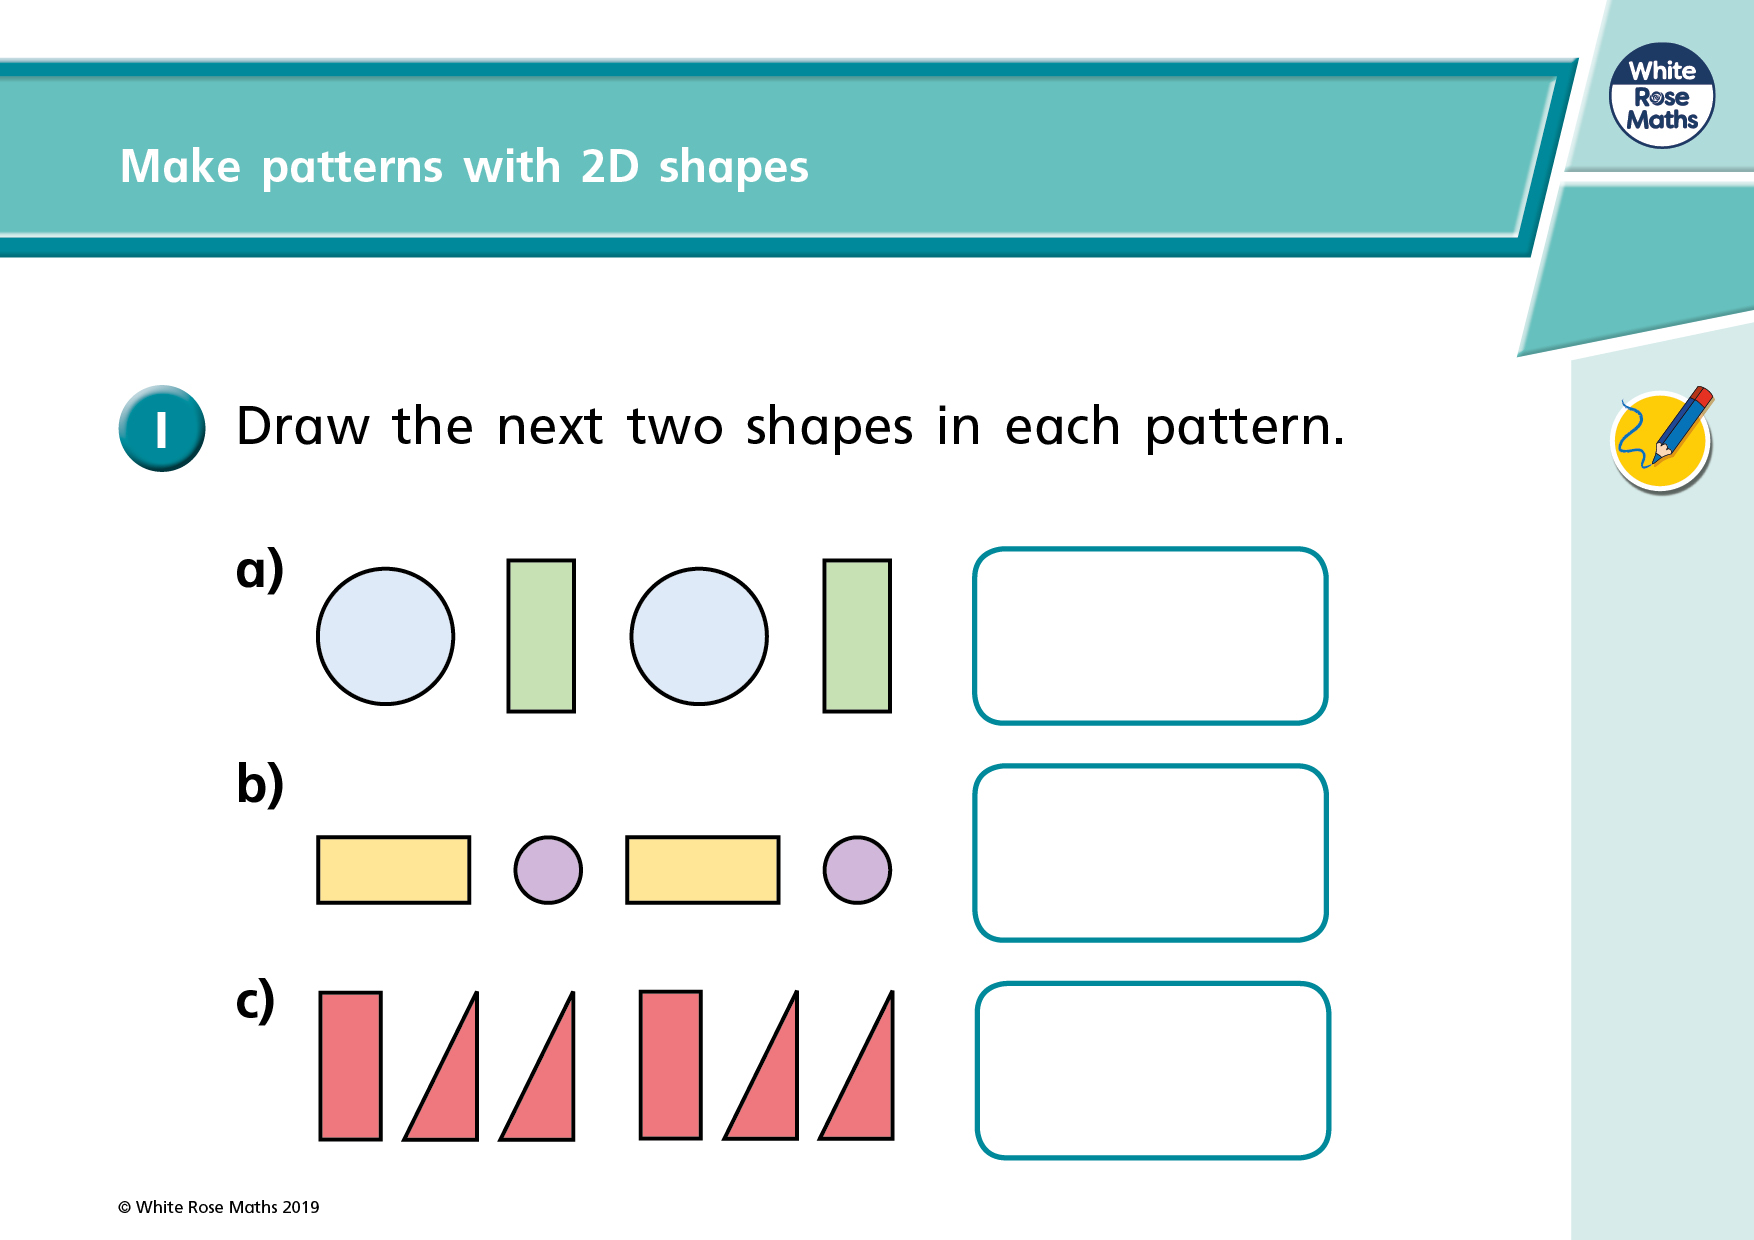 White
Rose
Maths
Make patterns with 2D shapes
1 Draw the next two shapes in each pattern.
a)
b)
c)
© White Rose Maths 2019